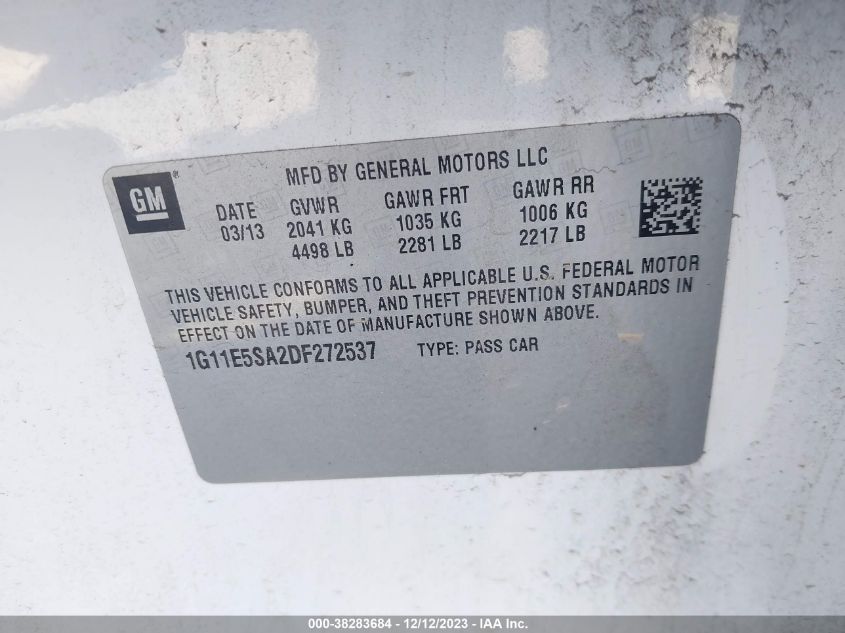 GM
MFD BY GENERAL MOTORS LLC
DATE GVWR GAWR FRT GAWR RR
03/13 2041 KG 1035 KG 1006 KG
4498 LB 2281 LB 2217 LB
THIS VEHICLE CONFORMS TO ALL APPLICABLE U.S. FEDERAL MOTOR
VEHICLE SAFETY, BUMPER, AND THEFT PREVENTION STANDARDS IN
EFFECT ON THE DATE OF MANUFACTURE SHOWN ABOVE.
1G11E5SA2DF272537 TYPE: PASS CAR
000-38283684 - 12/12/2023 - IAAI.COM